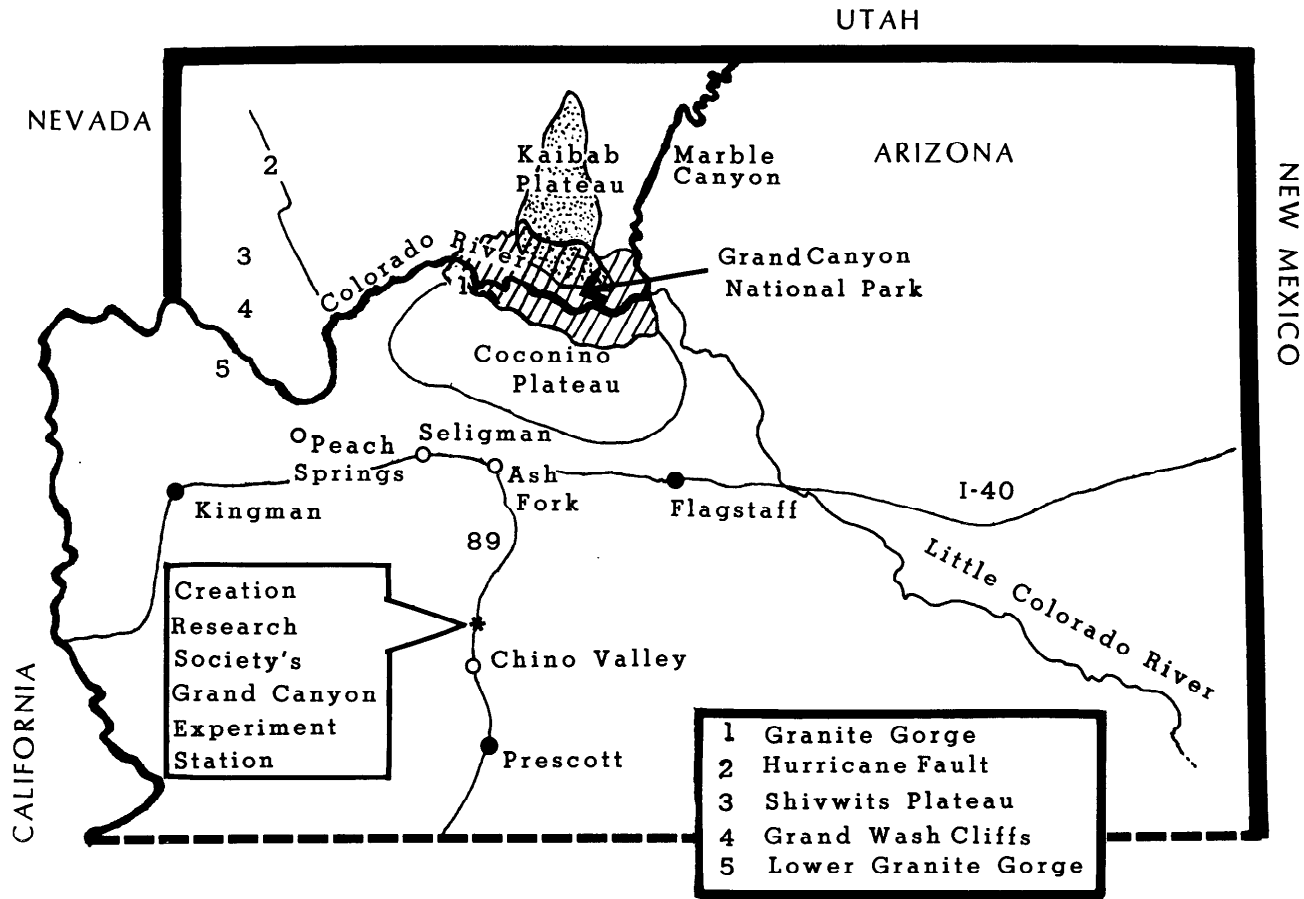 UTAH
NEVADA
ARIZONA
NEW MEXICO
CALIFORNIA
2
Kaibab
Plateau
Marble
Canyon
3
4
5
Colorado River
1
Grand Canyon
National Park
Coconino
Plateau
Peach
Springs
Seligman
Ash
Fork
Kingman
Flagstaff
I-40
89
Little Colorado River
Creation
Research
Society's
Grand Canyon
Experiment
Station
*
Chino Valley
Prescott
1 Granite Gorge
2 Hurricane Fault
3 Shivwits Plateau
4 Grand Wash Cliffs
5 Lower Granite Gorge